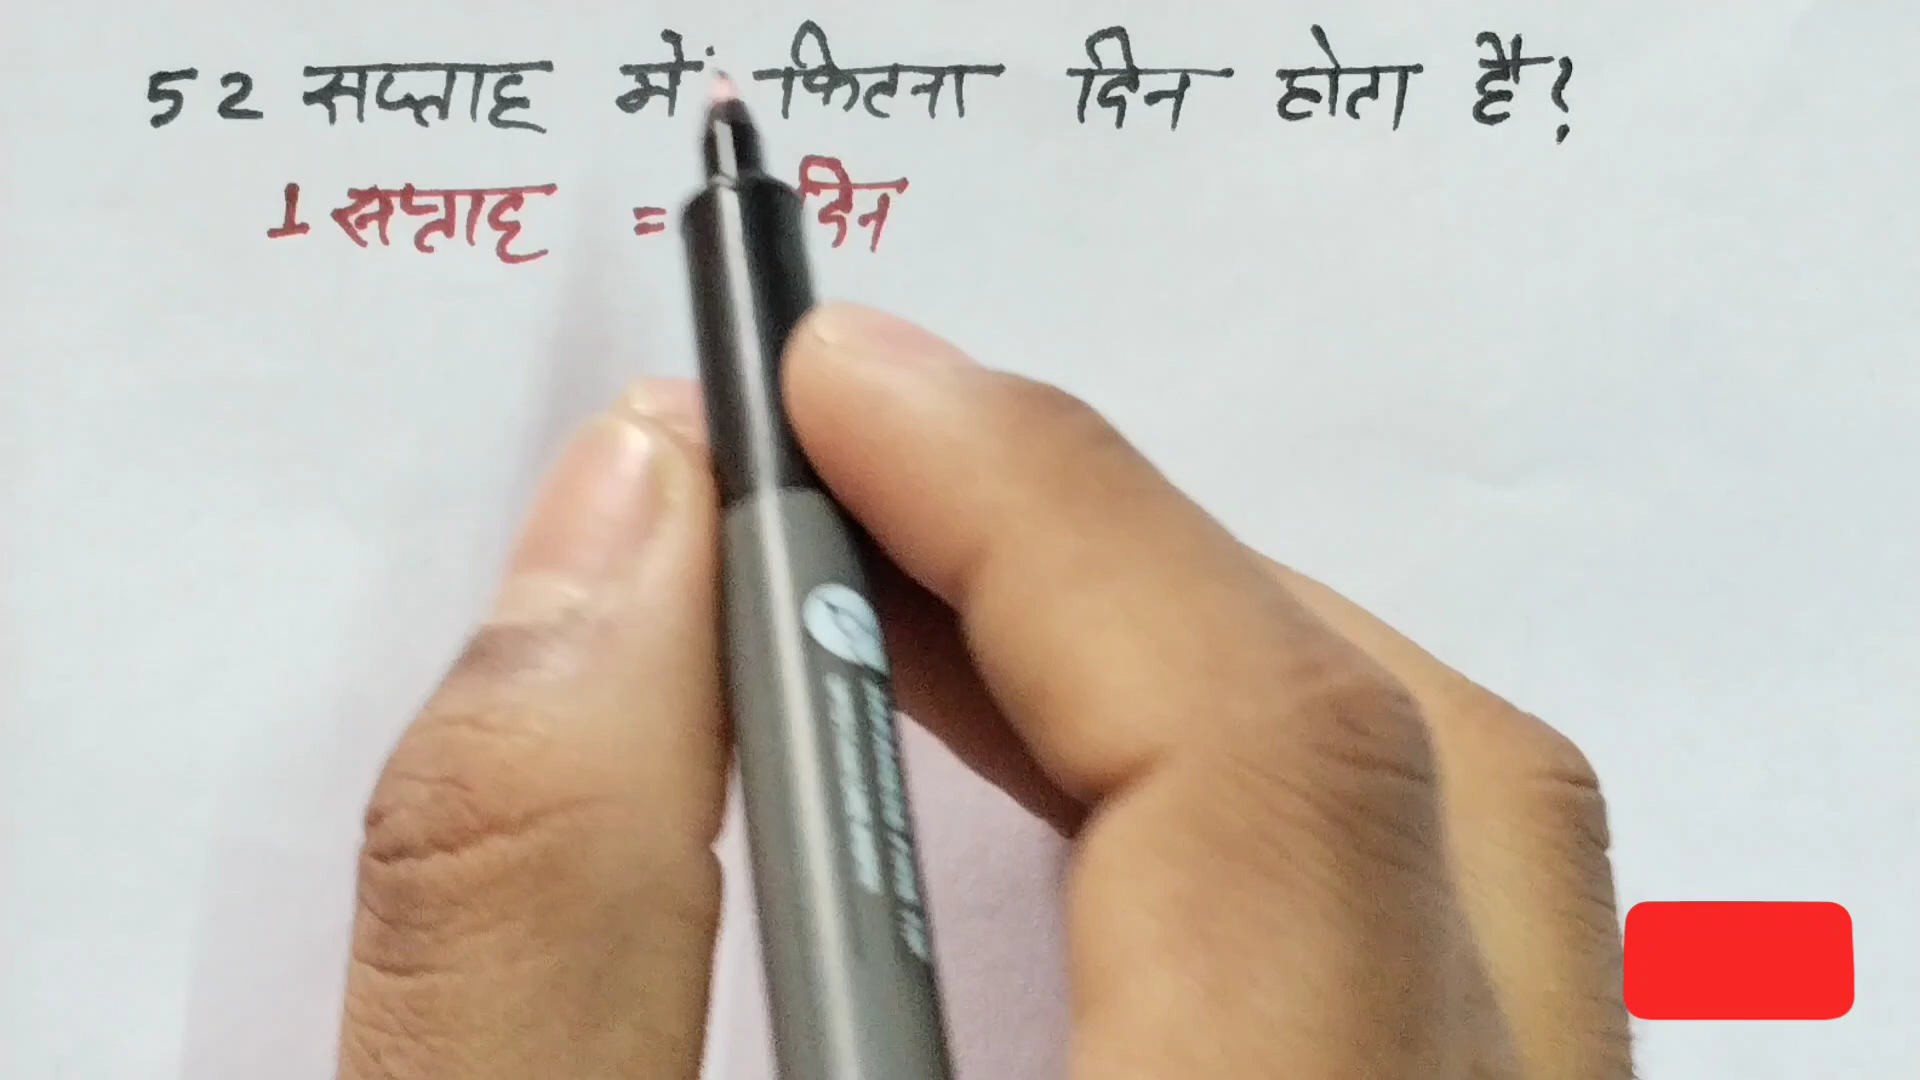 52 सप्ताह में कितना दिन होता है?
1 सप्ताह = दिन